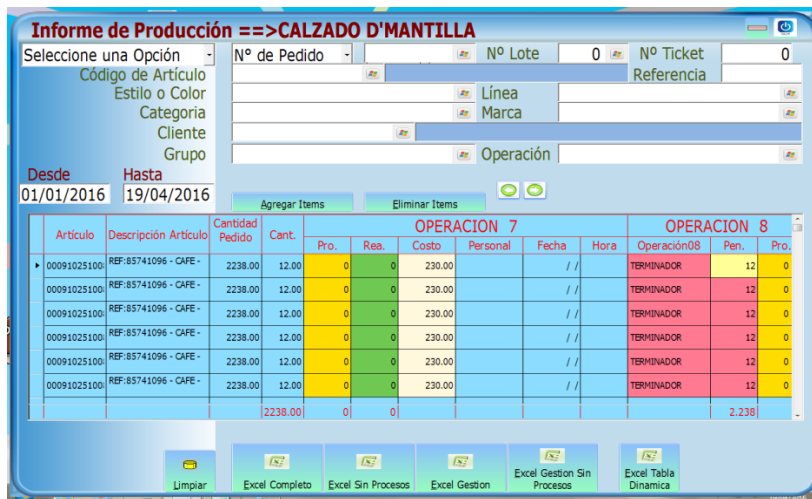 Informe de Producción ==>CALZADO D'MANTILLA
Seleccione una Opción Nº de Pedido Nº Lote 0 Nº Ticket 0
Código de Artículo Referencia
Estilo o Color Línea
Categoria Marca
Cliente
Grupo Operación
Desde Hasta
01/01/2016 19/04/2016 Agregar Items Eliminar Items
Artículo Descripción Artículo Cantidad Pedido Cant. OPERACION 7 OPERACION 8
Pro. Rea. Costo Personal Fecha Hora Operación08 Pen. Pro.
00091025100 REF:85741096 - CAFE - 2238.00 12.00 0 0 230.00 / / TERMINADOR 12 0
00091025100 REF:85741096 - CAFE - 2238.00 12.00 0 0 230.00 / / TERMINADOR 12 0
00091025100 REF:85741096 - CAFE - 2238.00 12.00 0 0 230.00 / / TERMINADOR 12 0
00091025100 REF:85741096 - CAFE - 2238.00 12.00 0 0 230.00 / / TERMINADOR 12 0
00091025100 REF:85741096 - CAFE - 2238.00 12.00 0 0 230.00 / / TERMINADOR 12 0
00091025100 REF:85741096 - CAFE - 2238.00 12.00 0 0 230.00 / / TERMINADOR 12 0
2238.00 0 0 2.238
Limpiar Excel Completo Excel Sin Procesos Excel Gestion Excel Gestion Sin Procesos Excel Tabla Dinamica